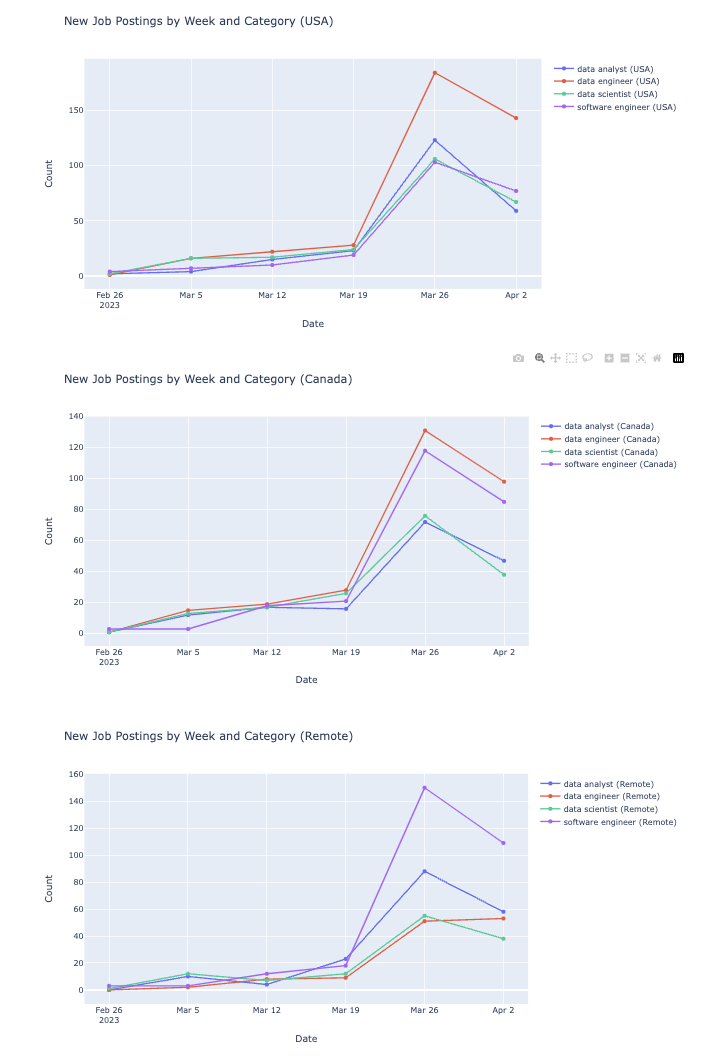 New Job Postings by Week and Category (USA)
data analyst (USA)
data engineer (USA)
data scientist (USA)
software engineer (USA)
150
100
50
0
Count
Feb 26 Mar 5 Mar 12 Mar 19 Mar 26 Apr 2
2023
Date
New Job Postings by Week and Category (Canada)
data analyst (Canada)
data engineer (Canada)
data scientist (Canada)
software engineer (Canada)
140
120
100
80
60
40
20
0
Count
Feb 26 Mar 5 Mar 12 Mar 19 Mar 26 Apr 2
2023
Date
New Job Postings by Week and Category (Remote)
data analyst (Remote)
data engineer (Remote)
data scientist (Remote)
software engineer (Remote)
160
140
120
100
80
60
40
20
0
Count
Feb 26 Mar 5 Mar 12 Mar 19 Mar 26 Apr 2
2023
Date